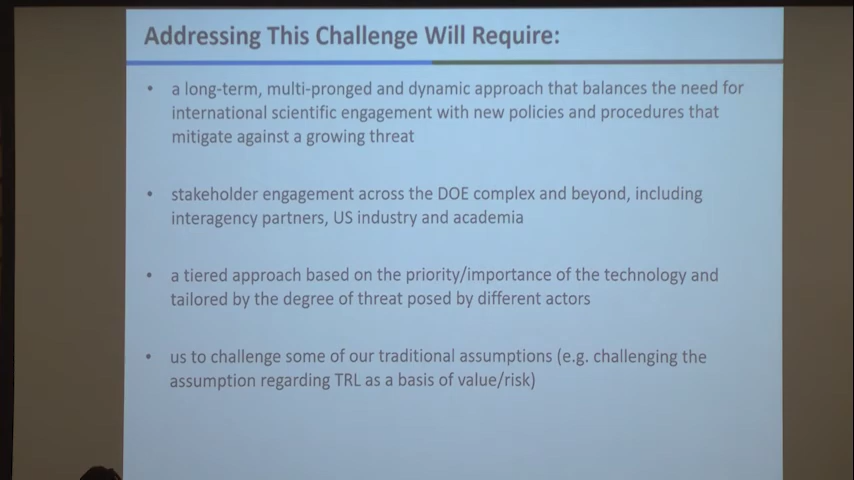 Addressing This Challenge Will Require:
• a long-term, multi-pronged and dynamic approach that balances the need for
international scientific engagement with new policies and procedures that
mitigate against a growing threat
• stakeholder engagement across the DOE complex and beyond, including
interagency partners, US industry and academia
• a tiered approach based on the priority/importance of the technology and
tailored by the degree of threat posed by different actors
• us to challenge some of our traditional assumptions (e.g. challenging the
assumption regarding TRL as a basis of value/risk)